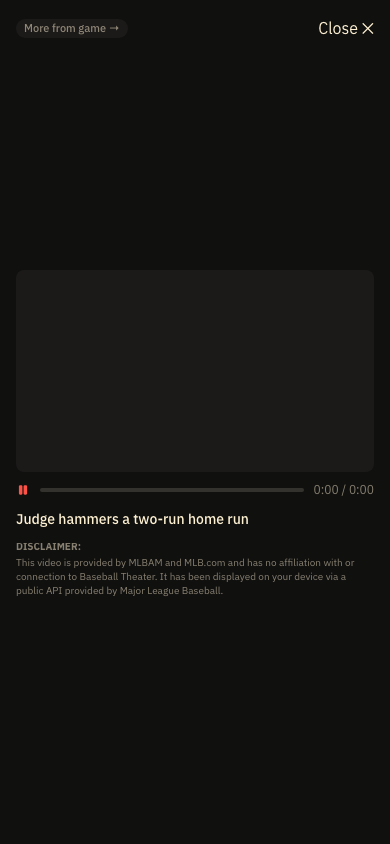 More from game →
Close ✕
0:00 / 0:00
Judge hammers a two-run home run
DISCLAIMER:
This video is provided by MLBAM and MLB.com and has no affiliation with or
connection to Baseball Theater. It has been displayed on your device via a
public API provided by Major League Baseball.